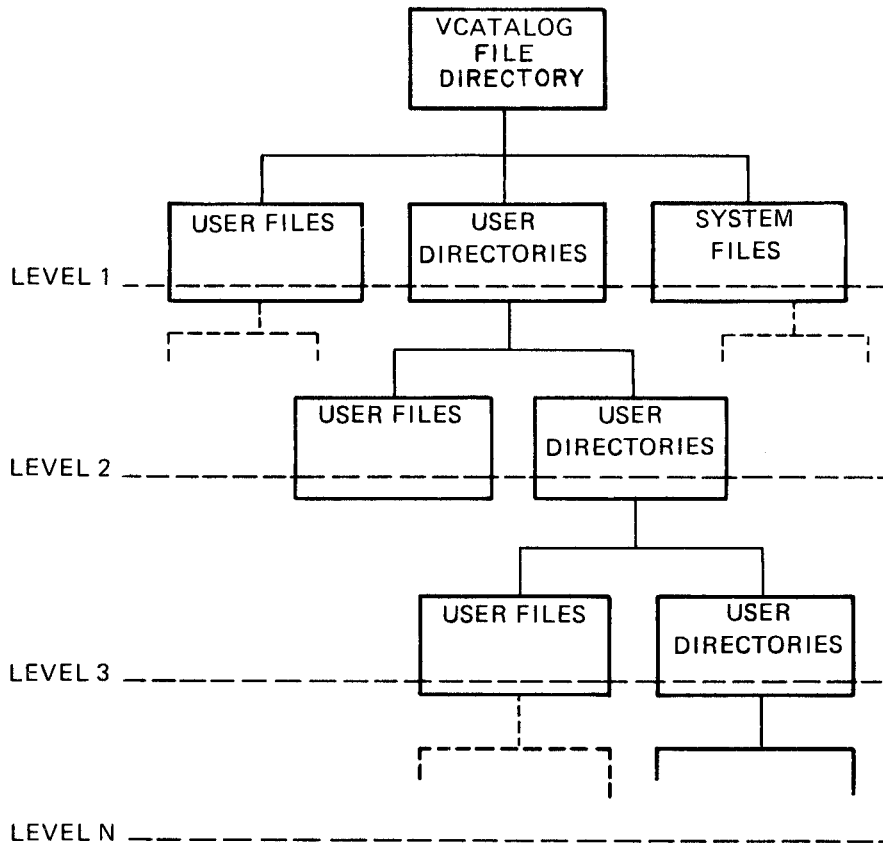 VCATALOG
FILE
DIRECTORY
USER FILES
USER
DIRECTORIES
SYSTEM
FILES
LEVEL 1
USER FILES
USER
DIRECTORIES
LEVEL 2
USER FILES
USER
DIRECTORIES
LEVEL 3
LEVEL N